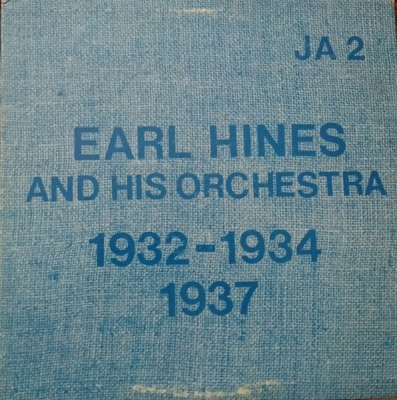 JA 2
EARL HINES
AND HIS ORCHESTRA
1932-1934
1937